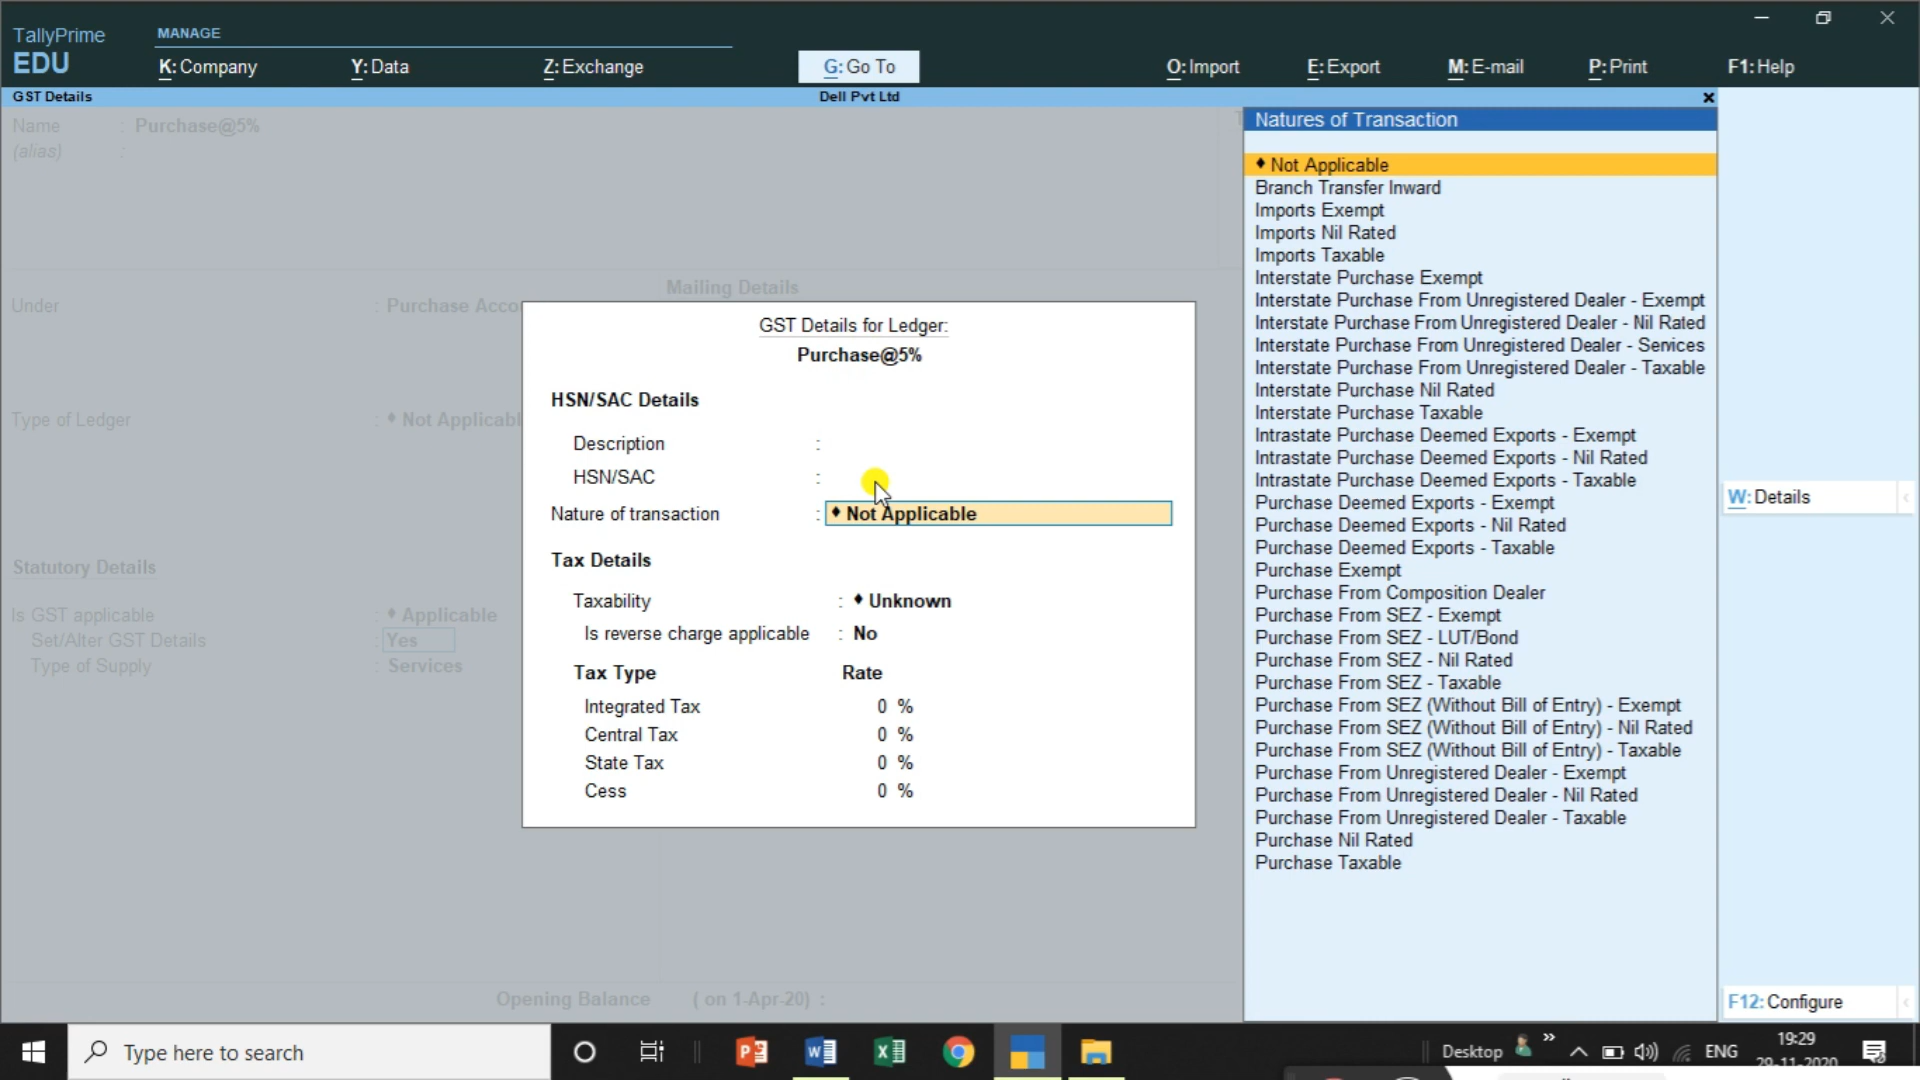 TallyPrime
EDU
MANAGE
K: Company
Y: Data
Z: Exchange
G: Go To
O: Import
E: Export
M: E-mail
P: Print
F1: Help
GST Details
Dell Pvt Ltd
Name : Purchase@5%
(alias) :
Mailing Details
Under : Purchase Acco
Type of Ledger : ♦ Not Applicabl
Statutory Details
Is GST applicable : ♦ Applicable
Set/Alter GST Details : Yes
Type of Supply : Services
Opening Balance ( on 1-Apr-20) :
GST Details for Ledger:
Purchase@5%
HSN/SAC Details
Description :
HSN/SAC :
Nature of transaction : ♦ Not Applicable
Tax Details
Taxability : ♦ Unknown
Is reverse charge applicable : No
Tax Type Rate
Integrated Tax 0 %
Central Tax 0 %
State Tax 0 %
Cess 0 %
Natures of Transaction
♦ Not Applicable
Branch Transfer Inward
Imports Exempt
Imports Nil Rated
Imports Taxable
Interstate Purchase Exempt
Interstate Purchase From Unregistered Dealer - Exempt
Interstate Purchase From Unregistered Dealer - Nil Rated
Interstate Purchase From Unregistered Dealer - Services
Interstate Purchase From Unregistered Dealer - Taxable
Interstate Purchase Nil Rated
Interstate Purchase Taxable
Intrastate Purchase Deemed Exports - Exempt
Intrastate Purchase Deemed Exports - Nil Rated
Intrastate Purchase Deemed Exports - Taxable
Purchase Deemed Exports - Exempt
Purchase Deemed Exports - Nil Rated
Purchase Deemed Exports - Taxable
Purchase Exempt
Purchase From Composition Dealer
Purchase From SEZ - Exempt
Purchase From SEZ - LUT/Bond
Purchase From SEZ - Nil Rated
Purchase From SEZ - Taxable
Purchase From SEZ (Without Bill of Entry) - Exempt
Purchase From SEZ (Without Bill of Entry) - Nil Rated
Purchase From SEZ (Without Bill of Entry) - Taxable
Purchase From Unregistered Dealer - Exempt
Purchase From Unregistered Dealer - Nil Rated
Purchase From Unregistered Dealer - Taxable
Purchase Nil Rated
Purchase Taxable
W: Details
F12: Configure
Type here to search
Desktop
ENG
19:29
29-11-2020